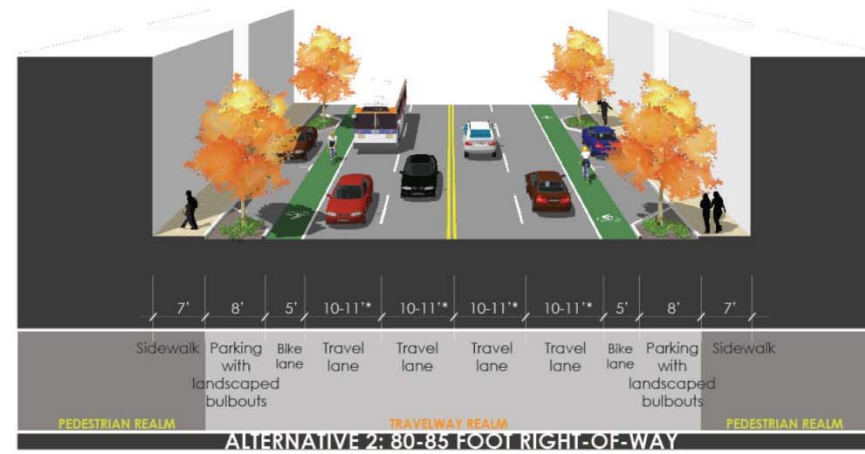 7' 8' 5' 10-11'* 10-11'* 10-11'* 10-11'* 5' 8' 7'
Sidewalk Parking Bike Travel Travel Travel Travel Bike Parking Sidewalk
with lane lane lane lane lane lane with
landscaped landscaped
bulbouts bulbouts
PEDESTRIAN REALM TRAVELWAY REALM PEDESTRIAN REALM
ALTERNATIVE 2: 80-85 FOOT RIGHT-OF-WAY